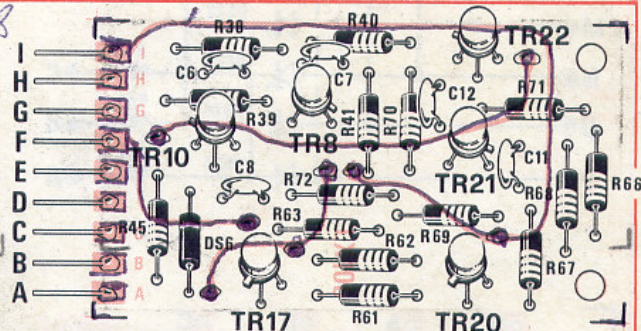 8
I
H
G
F
E
D
C
B
A
I
H
G
B
A
R38
R40
TR22
C6
C7
R71
R39
C12
TR8
R41
R70
TR10
C11
C8
R72
TR21
R68
R66
R45
R63
DS6
R62
R69
R67
R61
TR17
TR20